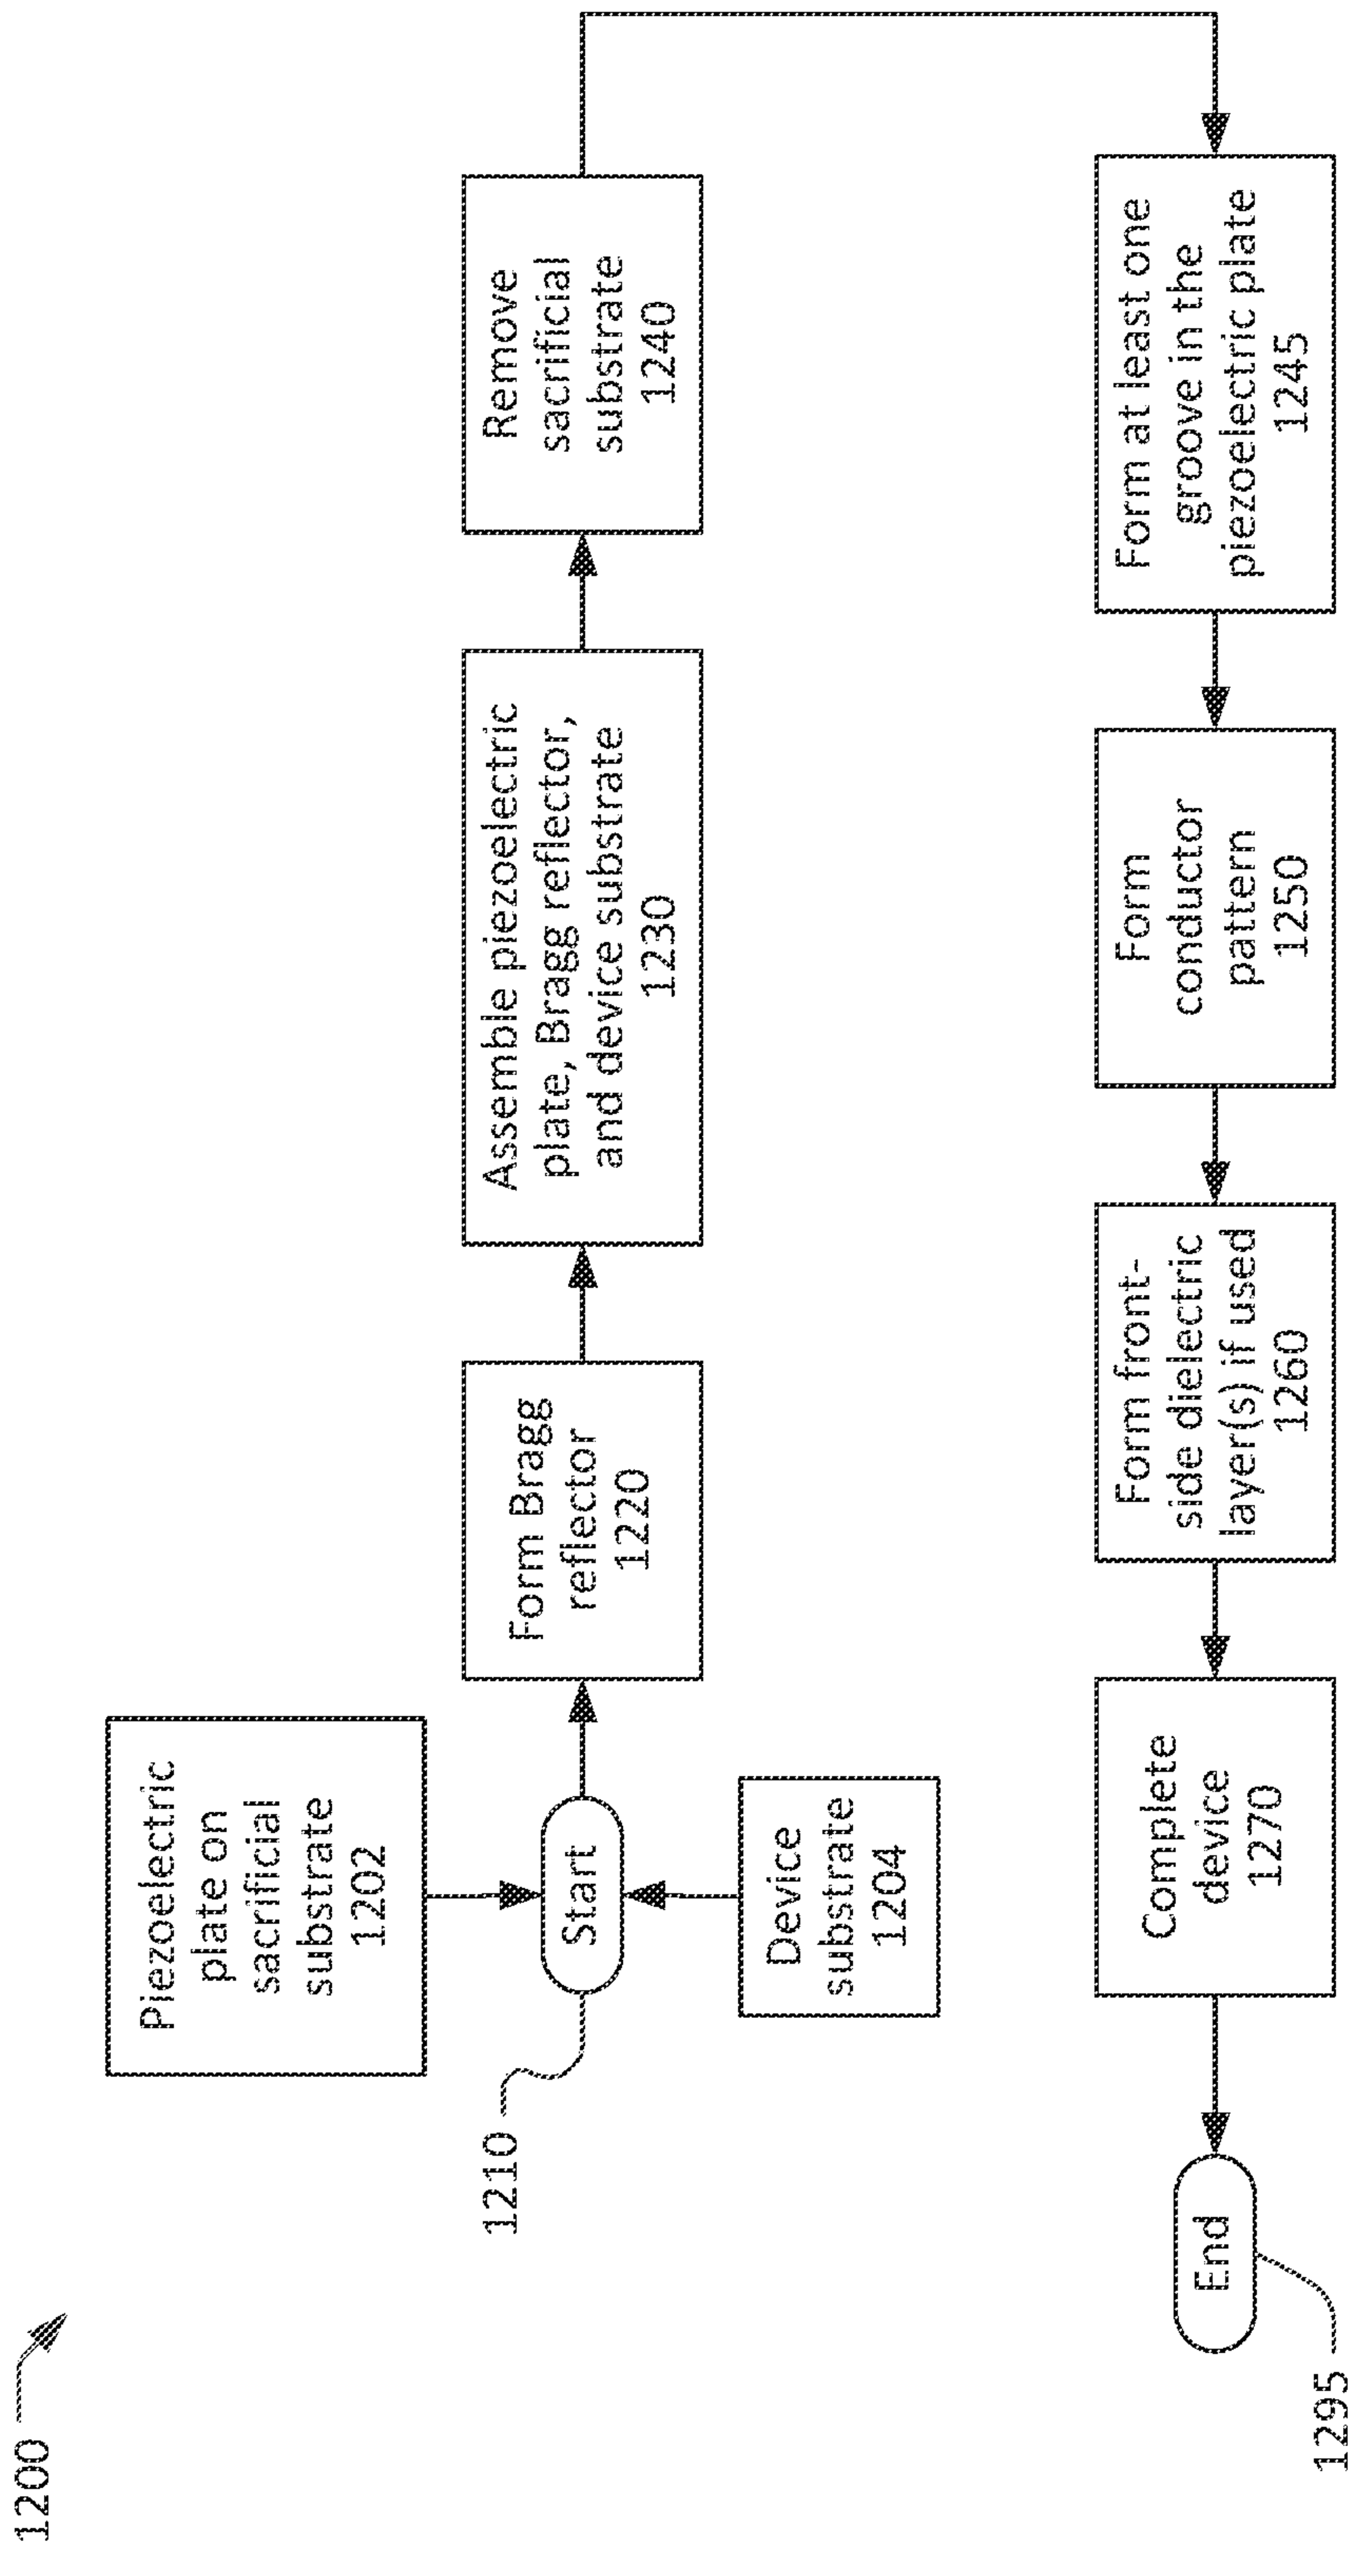 1200
Piezoelectric
plate on
sacrificial
substrate
1202
1210
Start
Device
substrate
1204
Form Bragg
reflector
1220
Assemble piezoelectric
plate, Bragg reflector,
and device substrate
1230
Remove
sacrificial
substrate
1240
Form at least one
groove in the
piezoelectric plate
1245
Form
conductor
pattern
1250
Form front-
side dielectric
layer(s) if used
1260
Complete
device
1270
End
1295